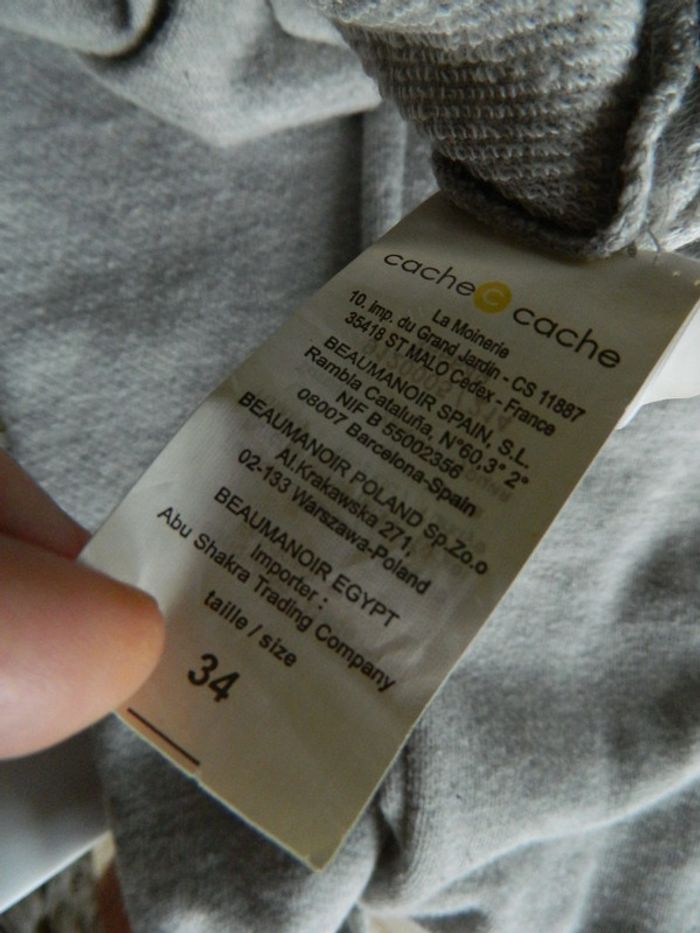 cache c cache
La Moinerie
10, imp. du Grand Jardin - CS 11887
35418 ST MALO Cedex - France
BEAUMANOIR SPAIN, S.L.
Rambla Cataluña, N°60,3° 2°
NIF B 55002356
08007 Barcelona-Spain
BEAUMANOIR POLAND Sp.Zo.o
Al.Krakawska 271,
02-133 Warszawa-Poland
BEAUMANOIR EGYPT
Importer :
Abu Shakra Trading Company
taille / size
34